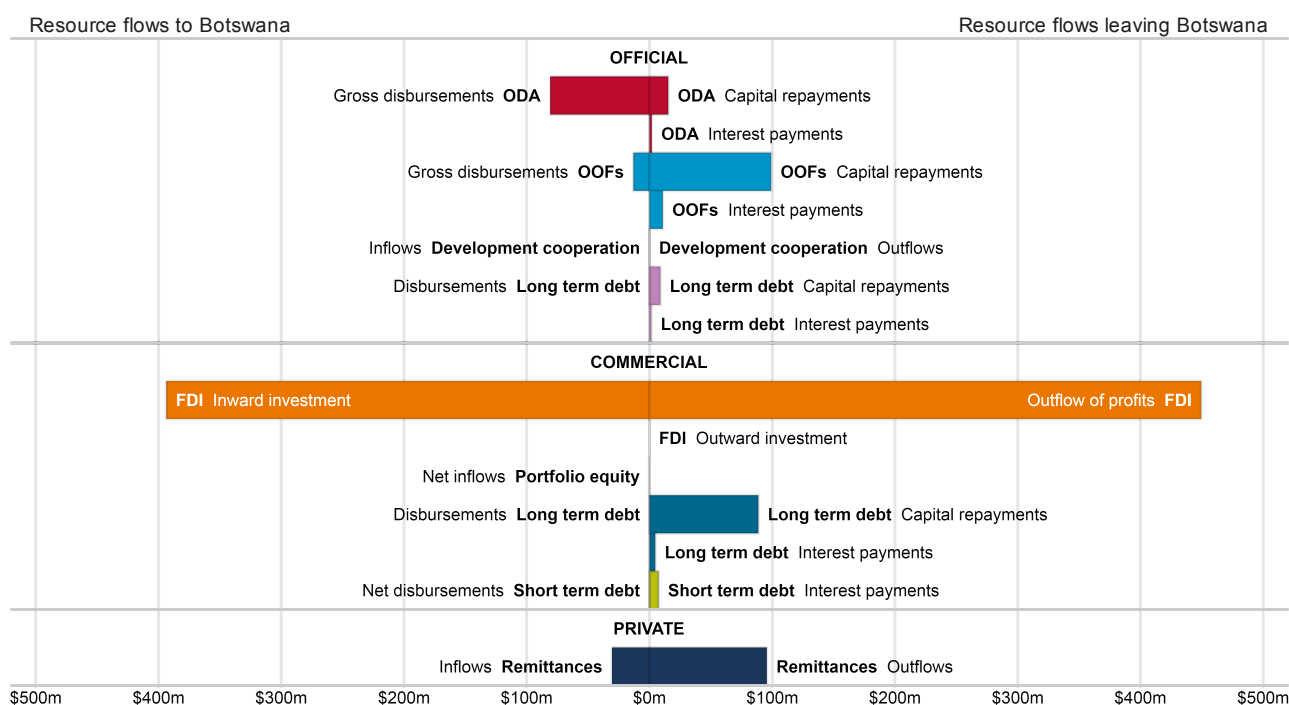 Resource flows to Botswana Resource flows leaving Botswana
OFFICIAL
Gross disbursements ODA ODA Capital repayments
ODA Interest payments
Gross disbursements OOFs OOFs Capital repayments
OOFs Interest payments
Inflows Development cooperation Development cooperation Outflows
Disbursements Long term debt Long term debt Capital repayments
Long term debt Interest payments
COMMERCIAL
FDI Inward investment Outflow of profits FDI
FDI Outward investment
Net inflows Portfolio equity
Disbursements Long term debt Long term debt Capital repayments
Long term debt Interest payments
Net disbursements Short term debt Short term debt Interest payments
PRIVATE
Inflows Remittances Remittances Outflows
$500m $400m $300m $200m $100m $0m $100m $200m $300m $400m $500m